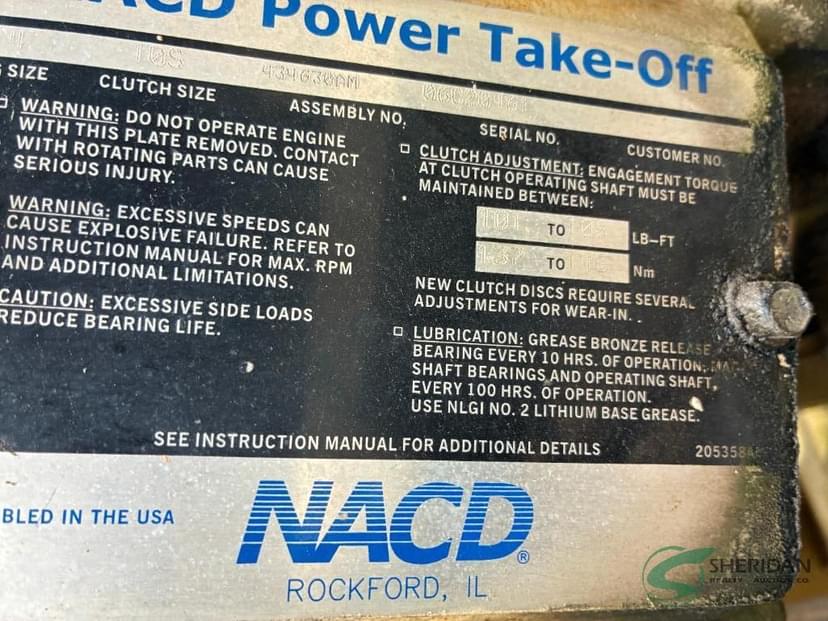 NACD Power Take-Off
10S
SIZE
CLUTCH SIZE
ASSEMBLY NO.
SERIAL NO.
CUSTOMER NO.
WARNING: DO NOT OPERATE ENGINE
WITH THIS PLATE REMOVED. CONTACT
WITH ROTATING PARTS CAN CAUSE
SERIOUS INJURY.
WARNING: EXCESSIVE SPEEDS CAN
CAUSE EXPLOSIVE FAILURE. REFER TO
INSTRUCTION MANUAL FOR MAX. RPM
AND ADDITIONAL LIMITATIONS.
CAUTION: EXCESSIVE SIDE LOADS
REDUCE BEARING LIFE.
CLUTCH ADJUSTMENT: ENGAGEMENT TORQUE
AT CLUTCH OPERATING SHAFT MUST BE
MAINTAINED BETWEEN:
TO LB-FT
TO Nm
NEW CLUTCH DISCS REQUIRE SEVERAL
ADJUSTMENTS FOR WEAR-IN.
LUBRICATION: GREASE BRONZE RELEASE
BEARING EVERY 10 HRS. OF OPERATION,
SHAFT BEARINGS AND OPERATING SHAFT,
EVERY 100 HRS. OF OPERATION.
USE NLGI NO. 2 LITHIUM BASE GREASE.
SEE INSTRUCTION MANUAL FOR ADDITIONAL DETAILS
BLED IN THE USA
NACD®
ROCKFORD, IL
SHERIDAN
REALTY & AUCTION CO.